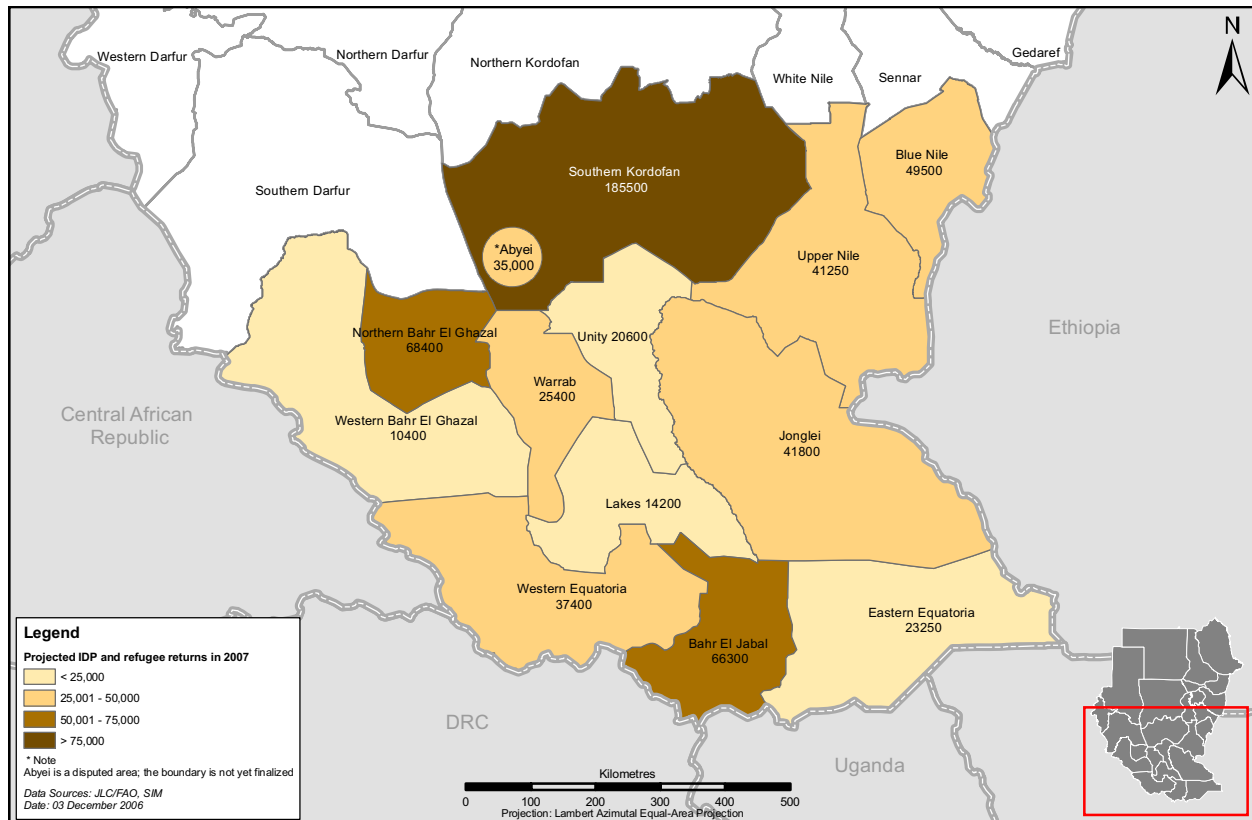 N
Western Darfur
Northern Darfur
Northern Kordofan
White Nile
Sennar
Gedaref
Southern Darfur
Southern Kordofan
185500
Blue Nile
49500
*Abyei
35,000
Upper Nile
41250
Ethiopia
Northern Bahr El Ghazal
68400
Unity 20600
Warrab
25400
Central African
Republic
Western Bahr El Ghazal
10400
Jonglei
41800
Lakes 14200
Western Equatoria
37400
Eastern Equatoria
23250
Bahr El Jabal
66300
DRC
Uganda
Legend
Projected IDP and refugee returns in 2007
< 25,000
25,001 - 50,000
50,001 - 75,000
> 75,000
* Note
Abyei is a disputed area; the boundary is not yet finalized
Data Sources: JLC/FAO, SIM
Date: 03 December 2006
Kilometres
0 100 200 300 400 500
Projection: Lambert Azimutal Equal-Area Projection